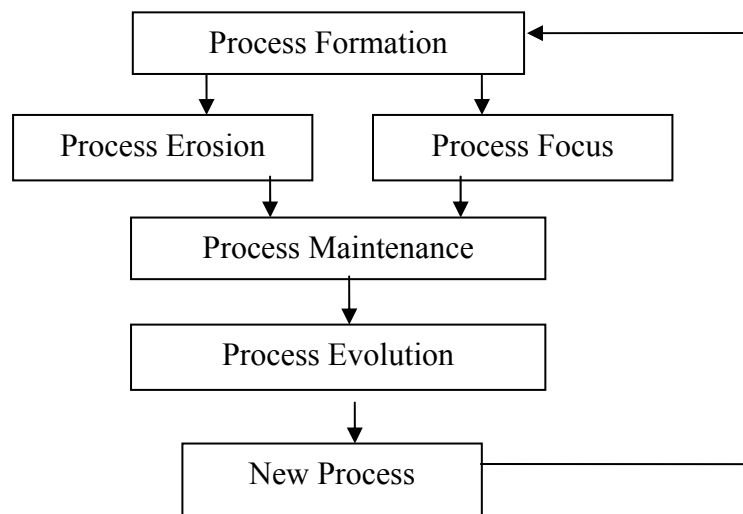 Process Formation
Process Erosion
Process Focus
Process Maintenance
Process Evolution
New Process